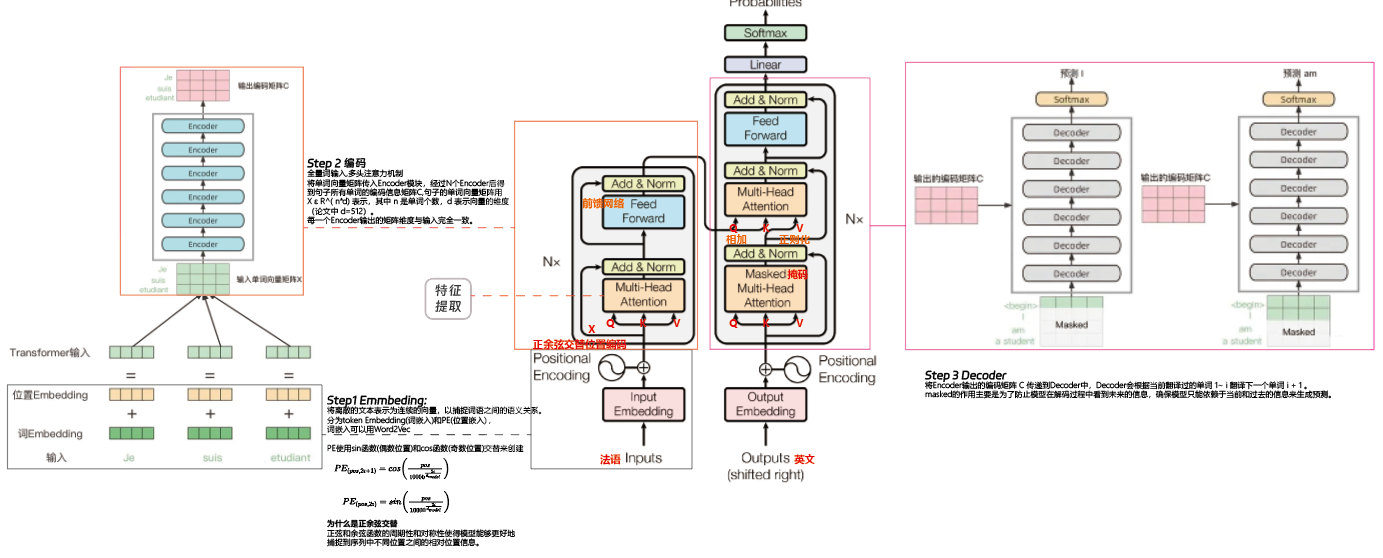 Probabilities
Softmax
Linear
Add & Norm
Feed
Forward
Add & Norm
Multi-Head
Attention
Q K V
相加 正则化
Add & Norm
Masked 掩码
Multi-Head
Attention
Q K V
N×
Positional
Encoding
Output
Embedding
Outputs 英文
(shifted right)
Add & Norm
前馈网络
Feed
Forward
N×
Add & Norm
Multi-Head
Attention
X
Q K V
正余弦交替位置编码
Positional
Encoding
Input
Embedding
法语 Inputs
特征
提取
Je
suis
etudiant
输出编码矩阵C
Encoder
Encoder
Encoder
Encoder
Encoder
Encoder
Je
suis
etudiant
输入单词向量矩阵X
Step 2 编码
全量词输入,多头注意力机制
将单词向量矩阵传入Encoder模块，经过N个Encoder后得
到句子所有单词的编码信息矩阵C,句子的单词向量矩阵用
X ε R^( n*d) 表示，其中 n 是单词个数，d 表示向量的维度
（论文中 d=512）。
每一个Encoder输出的矩阵维度与输入完全一致。
Transformer输入
= = =
位置Embedding
+ + +
词Embedding
输入 Je suis etudiant
Step1 Emmbeding:
将离散的文本表示为连续的向量，以捕捉词语之间的语义关系。
分为token Embedding(词嵌入)和PE(位置嵌入)，
词嵌入可以用Word2Vec
PE使用sin函数(偶数位置)和cos函数(奇数位置)交替来创建
PE(pos,2i+1) = cos(pos / 10000^(2i/d_model))
PE(pos,2i) = sin(pos / 10000^(2i/d_model))
为什么是正余弦交替
正弦和余弦函数的周期性和对称性使得模型能够更好地
捕捉到序列中不同位置之间的相对位置信息。
预测 I
Softmax
Decoder
Decoder
Decoder
Decoder
Decoder
Decoder
输出的编码矩阵C
<begin>
I
am
a student
Masked
预测 am
Softmax
Decoder
Decoder
Decoder
Decoder
Decoder
Decoder
输出的编码矩阵C
<begin>
I
am
a student
Masked
Step 3 Decoder
将Encoder输出的编码矩阵 C 传递到Decoder中，Decoder会根据当前翻译过的单词 1~ i 翻译下一个单词 i + 1 。
masked的作用主要是为了防止模型在解码过程中看到未来的信息，确保模型只能依赖于当前和过去的信息来生成预测。